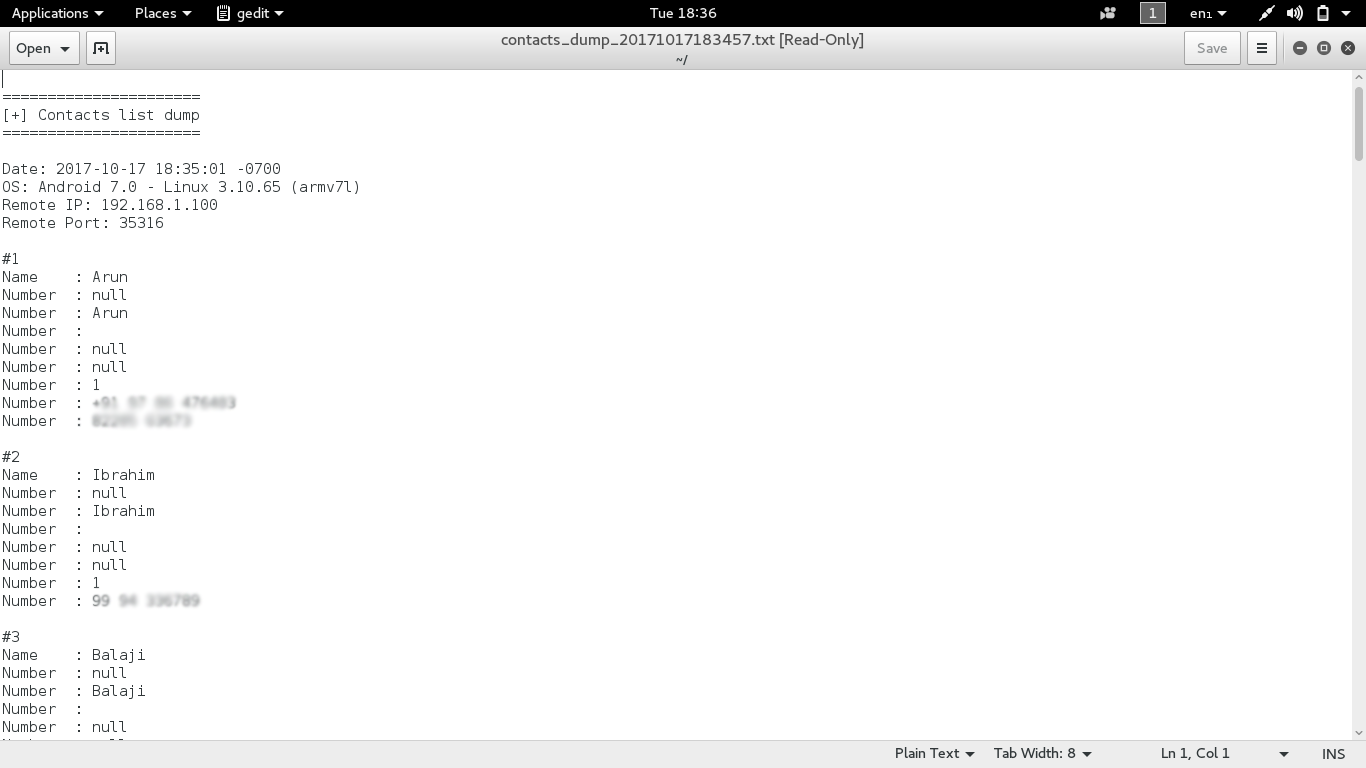 Applications Places gedit Tue 18:36 1 en₁
Open contacts_dump_20171017183457.txt [Read-Only] Save
~/
======================
[+] Contacts list dump
======================
Date: 2017-10-17 18:35:01 -0700
OS: Android 7.0 - Linux 3.10.65 (armv7l)
Remote IP: 192.168.1.100
Remote Port: 35316
#1
Name : Arun
Number : null
Number : Arun
Number :
Number : null
Number : null
Number : 1
Number :
Number :
#2
Name : Ibrahim
Number : null
Number : Ibrahim
Number :
Number : null
Number : null
Number : 1
Number : 99
#3
Name : Balaji
Number : null
Number : Balaji
Number :
Number : null
Plain Text Tab Width: 8 Ln 1, Col 1 INS